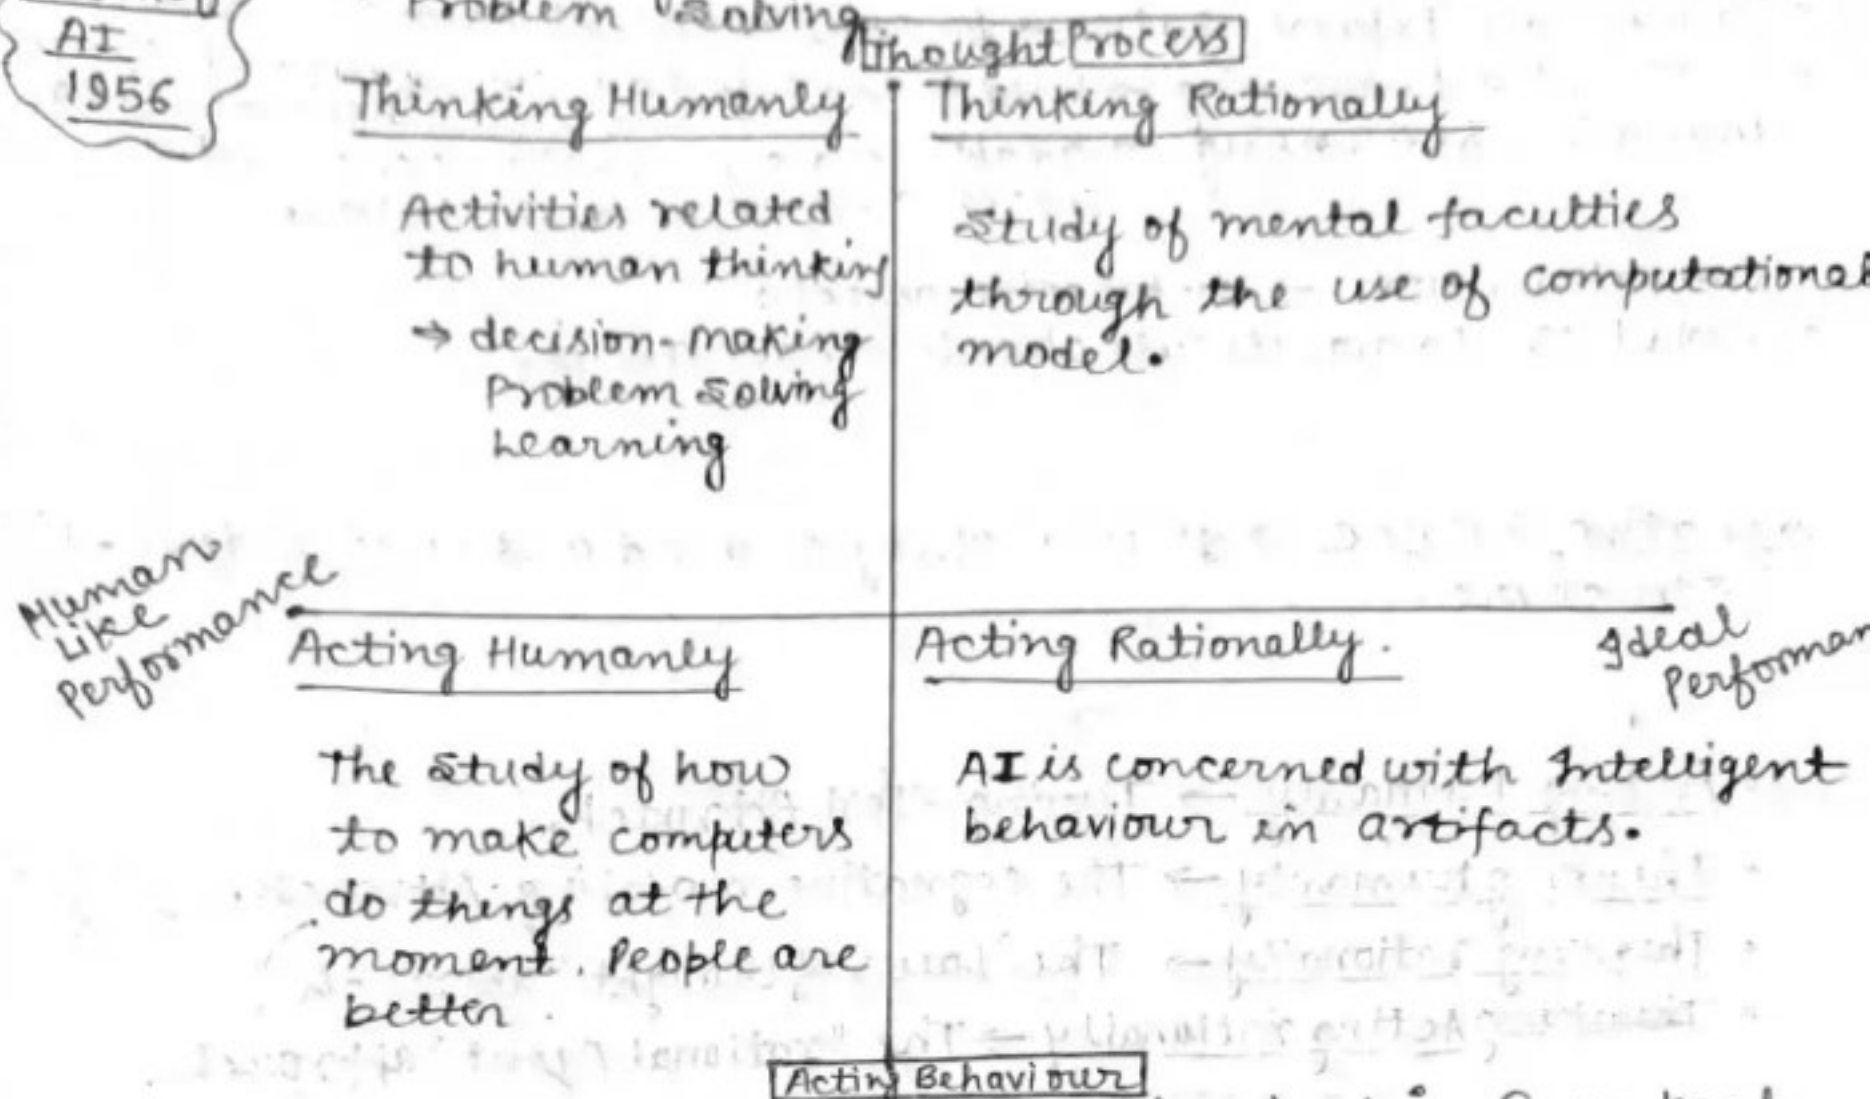 AI
1956
Problem Solving
Thought Process
Thinking Humanly
Activities related
to human thinking
→ decision-making
Problem Solving
Learning
Thinking Rationally
Study of mental facultties
through the use of computational
model.
Human
Like
Performance
Ideal
Performan
Acting Humanly
The Study of how
to make computers
do things at the
moment. People are
better
Acting Rationally.
AI is concerned with Intelligent
behaviour in artifacts.
Acting Behaviour